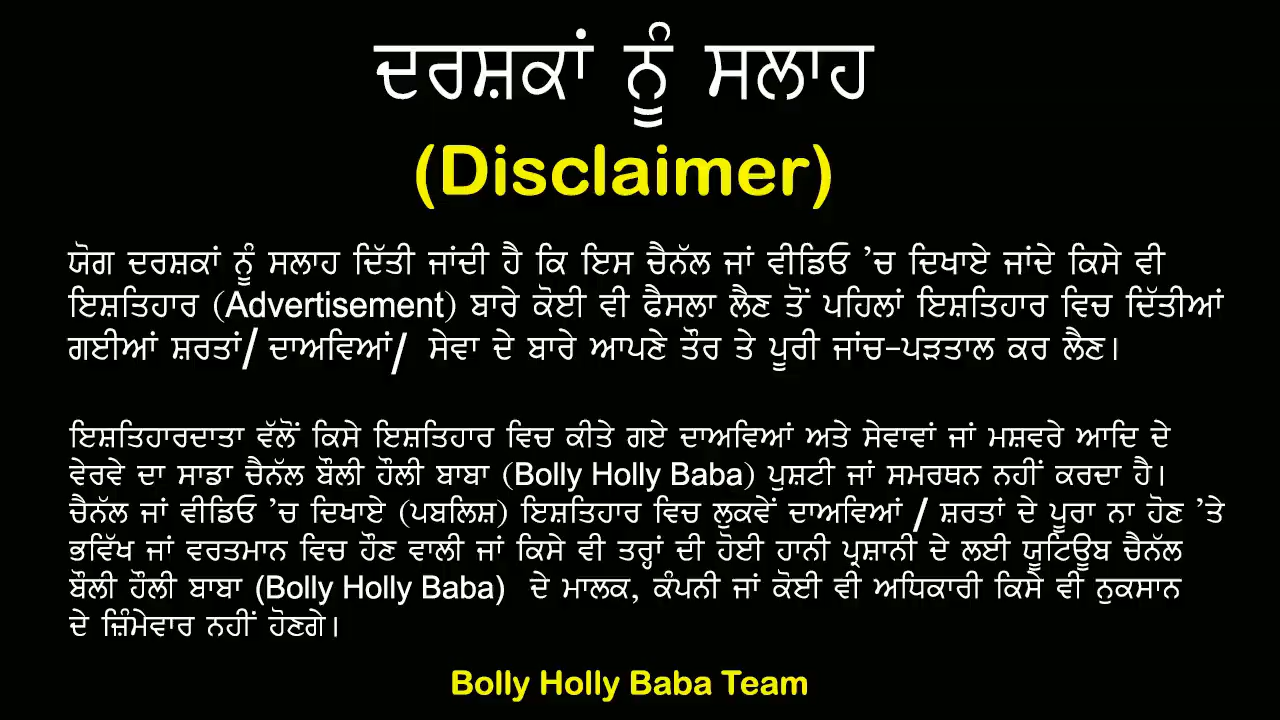 ਦਰਸ਼ਕਾਂ ਨੂੰ ਸਲਾਹ
(Disclaimer)
ਯੋਗ ਦਰਸ਼ਕਾਂ ਨੂੰ ਸਲਾਹ ਦਿੱਤੀ ਜਾਂਦੀ ਹੈ ਕਿ ਇਸ ਚੈਨੱਲ ਜਾਂ ਵੀਡਿਓ ’ਚ ਦਿਖਾਏ ਜਾਂਦੇ ਕਿਸੇ ਵੀ
ਇਸ਼ਤਿਹਾਰ (Advertisement) ਬਾਰੇ ਕੋਈ ਵੀ ਫੈਸਲਾ ਲੈਣ ਤੋਂ ਪਹਿਲਾਂ ਇਸ਼ਤਿਹਾਰ ਵਿਚ ਦਿੱਤੀਆਂ
ਗਈਆਂ ਸ਼ਰਤਾਂ/ ਦਾਅਵਿਆਂ/ ਸੇਵਾ ਦੇ ਬਾਰੇ ਆਪਣੇ ਤੌਰ ਤੇ ਪੂਰੀ ਜਾਂਚ-ਪੜਤਾਲ ਕਰ ਲੈਣ।
ਇਸ਼ਤਿਹਾਰਦਾਤਾ ਵੱਲੋਂ ਕਿਸੇ ਇਸ਼ਤਿਹਾਰ ਵਿਚ ਕੀਤੇ ਗਏ ਦਾਅਵਿਆਂ ਅਤੇ ਸੇਵਾਵਾਂ ਜਾਂ ਮਸ਼ਵਰੇ ਆਦਿ ਦੇ
ਵੇਰਵੇ ਦਾ ਸਾਡਾ ਚੈਨੱਲ ਬੌਲੀ ਹੌਲੀ ਬਾਬਾ (Bolly Holly Baba) ਪੁਸ਼ਟੀ ਜਾਂ ਸਮਰਥਨ ਨਹੀਂ ਕਰਦਾ ਹੈ।
ਚੈਨੱਲ ਜਾਂ ਵੀਡਿਓ ’ਚ ਦਿਖਾਏ (ਪਬਲਿਸ਼) ਇਸ਼ਤਿਹਾਰ ਵਿਚ ਲੁਕਵੇਂ ਦਾਅਵਿਆਂ / ਸ਼ਰਤਾਂ ਦੇ ਪੂਰਾ ਨਾ ਹੋਣ ’ਤੇ
ਭਵਿੱਖ ਜਾਂ ਵਰਤਮਾਨ ਵਿਚ ਹੌਣ ਵਾਲੀ ਜਾਂ ਕਿਸੇ ਵੀ ਤਰ੍ਹਾਂ ਦੀ ਹੋਈ ਹਾਨੀ ਪ੍ਰਸ਼ਾਨੀ ਦੇ ਲਈ ਯੂਟਿਊਬ ਚੈਨੱਲ
ਬੌਲੀ ਹੌਲੀ ਬਾਬਾ (Bolly Holly Baba) ਦੇ ਮਾਲਕ, ਕੰਪਨੀ ਜਾਂ ਕੋਈ ਵੀ ਅਧਿਕਾਰੀ ਕਿਸੇ ਵੀ ਨੁਕਸਾਨ
ਦੇ ਜ਼ਿੰਮੇਵਾਰ ਨਹੀਂ ਹੋਣਗੇ।
Bolly Holly Baba Team